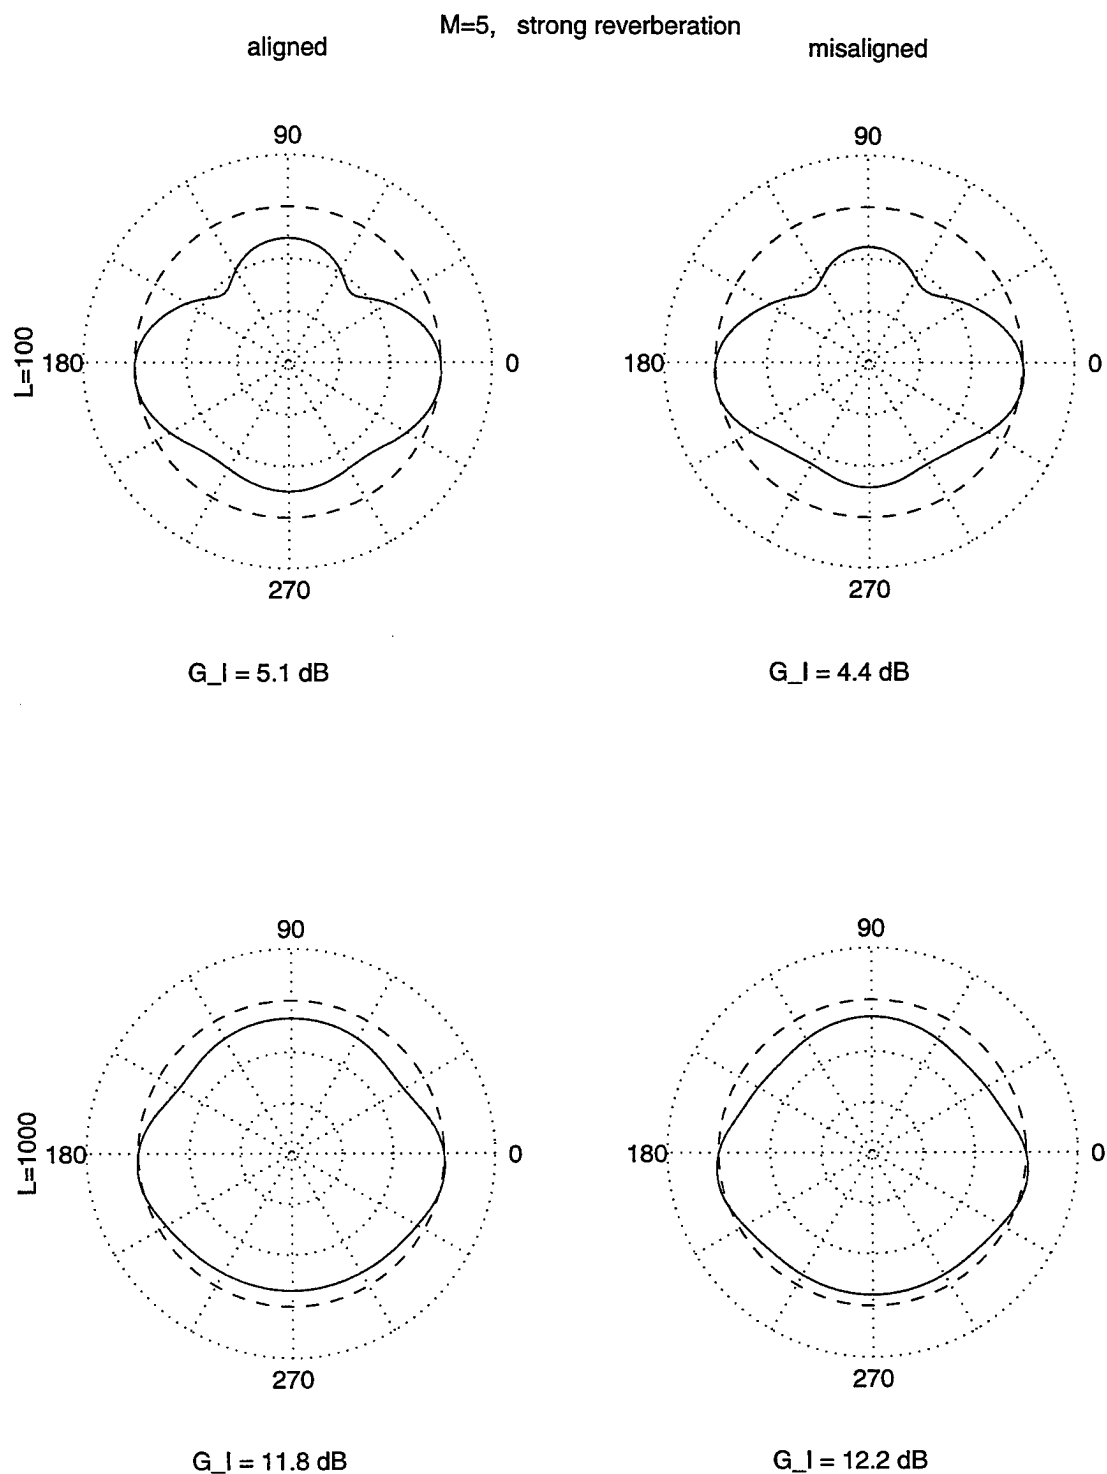 M=5, strong reverberation
aligned
misaligned
90
90
L=100
180
0
180
0
270
270
G_I = 5.1 dB
G_I = 4.4 dB
90
90
L=1000
180
0
180
0
270
270
G_I = 11.8 dB
G_I = 12.2 dB